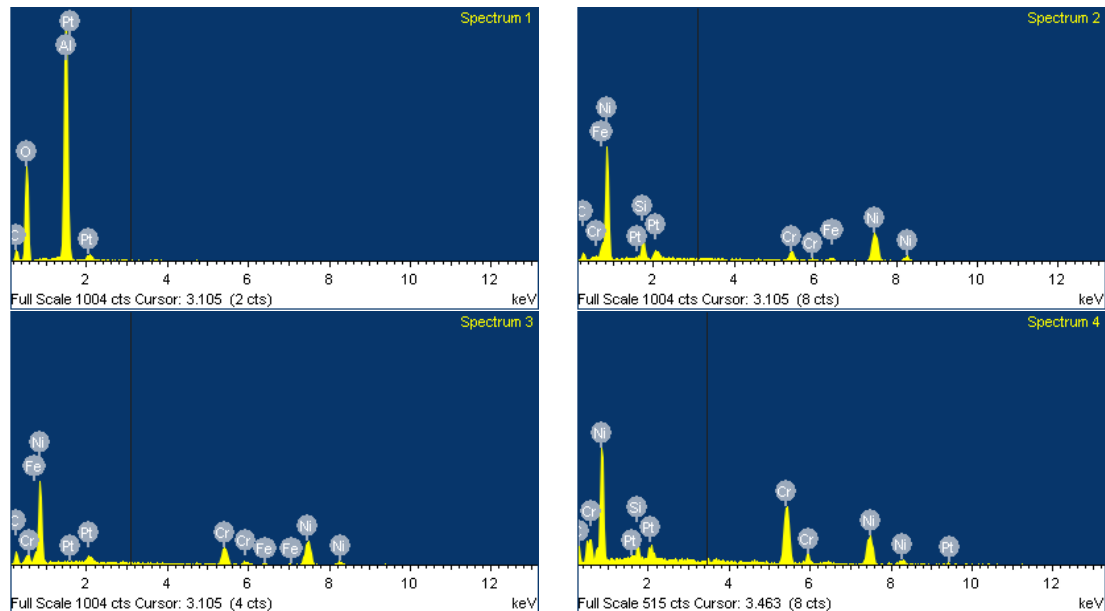 Spectrum 1
Pt
Al
O
C
Pt
2 4 6 8 10 12
Full Scale 1004 cts Cursor: 3.105 (2 cts) keV
Spectrum 2
Ni
Fe
C
Si
Cr
Pt
Pt
Cr
Cr
Fe
Ni
Ni
2 4 6 8 10 12
Full Scale 1004 cts Cursor: 3.105 (8 cts) keV
Spectrum 3
Ni
Fe
C
Cr
Pt
Pt
Cr
Cr
Fe
Fe
Ni
Ni
2 4 6 8 10 12
Full Scale 1004 cts Cursor: 3.105 (4 cts) keV
Spectrum 4
Ni
Cr
Si
Pt
Pt
Cr
Cr
Ni
Ni
Pt
2 4 6 8 10 12
Full Scale 515 cts Cursor: 3.463 (8 cts) keV